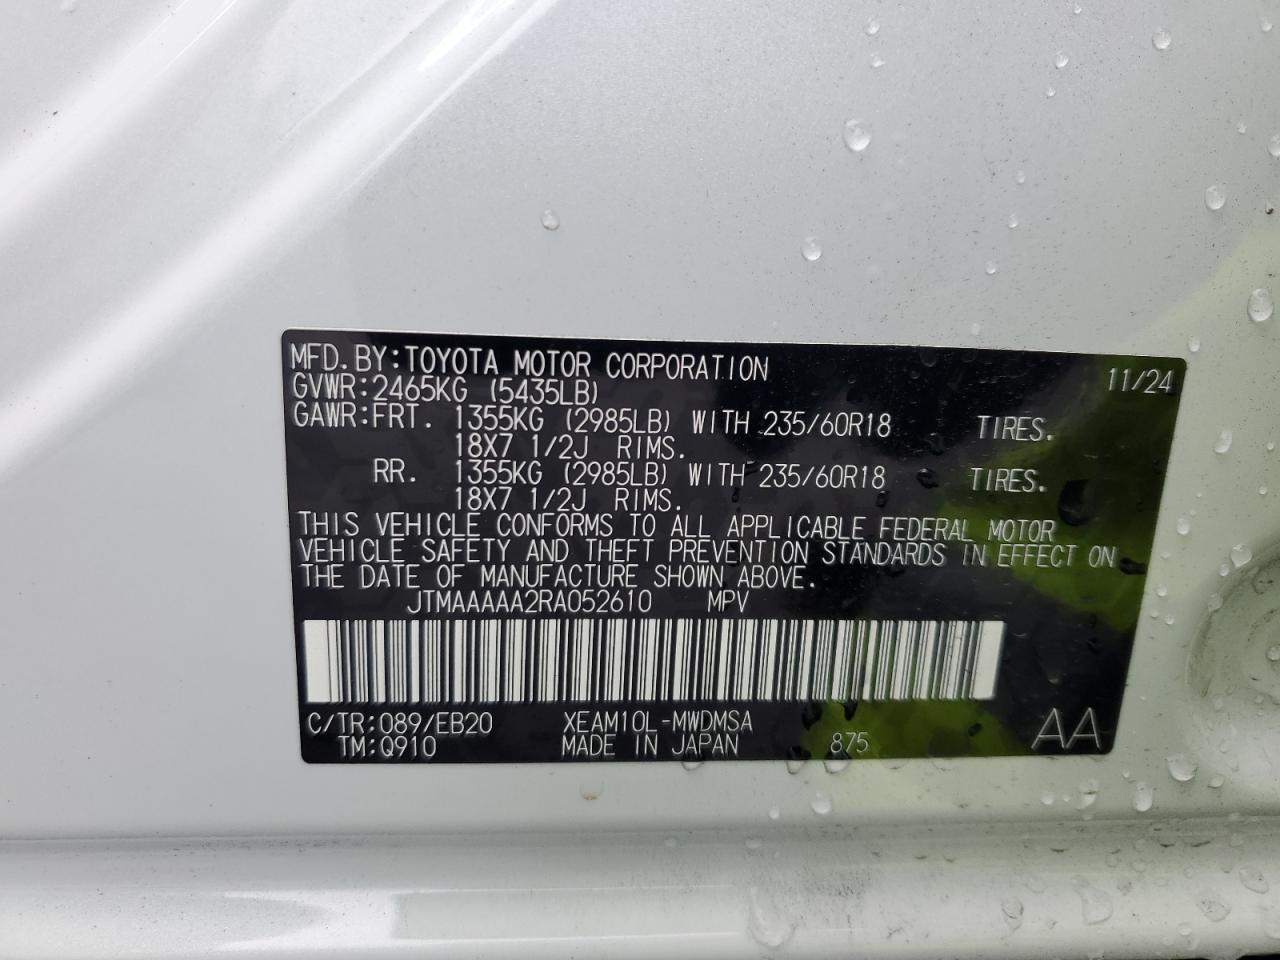 MFD.BY:TOYOTA MOTOR CORPORATION 11/24
GVWR:2465KG (5435LB)
GAWR:FRT. 1355KG (2985LB) WITH 235/60R18 TIRES.
18X7 1/2J RIMS.
RR. 1355KG (2985LB) WITH 235/60R18 TIRES.
18X7 1/2J RIMS.
THIS VEHICLE CONFORMS TO ALL APPLICABLE FEDERAL MOTOR
VEHICLE SAFETY AND THEFT PREVENTION STANDARDS IN EFFECT ON
THE DATE OF MANUFACTURE SHOWN ABOVE.
JTMAAAAA2RA052610 MPV
C/TR:089/EB20 XEAM10L-MWDMSA AA
TM:Q910 MADE IN JAPAN 875